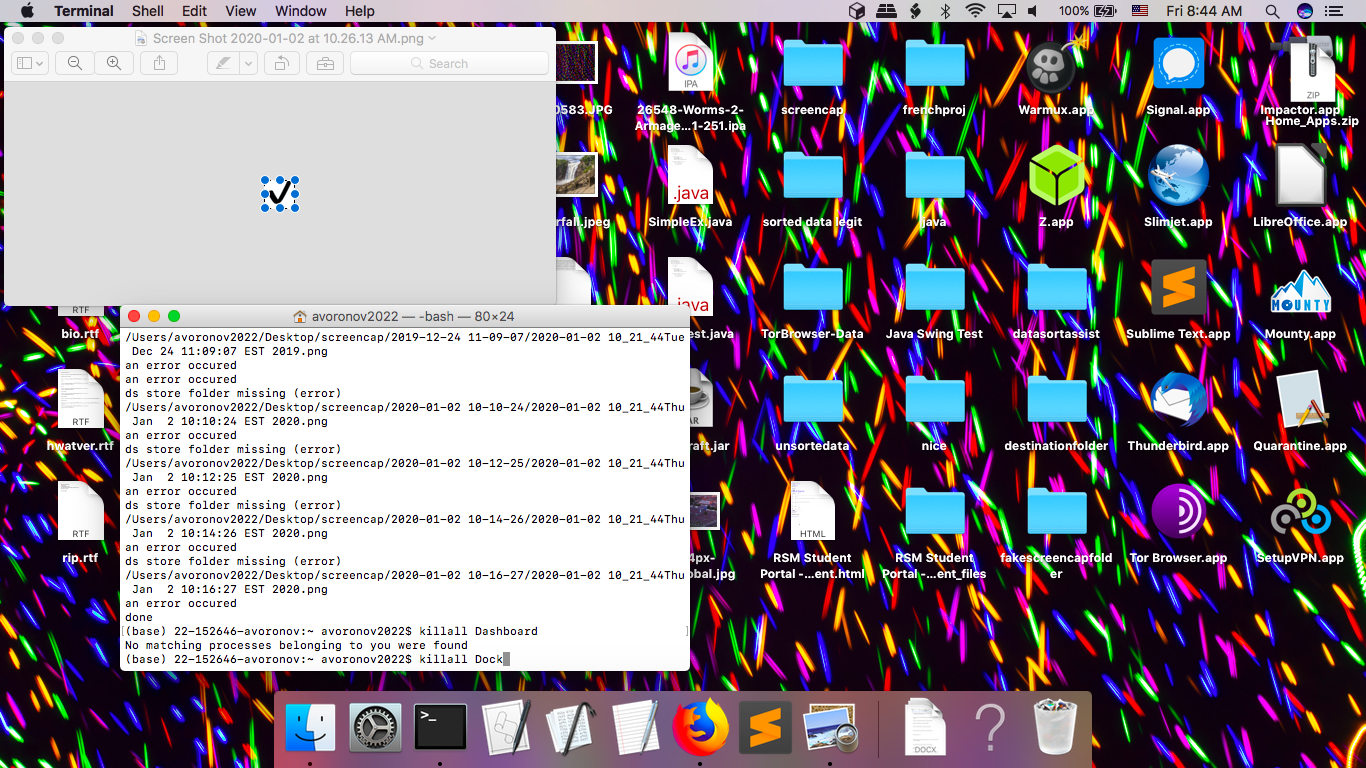 Terminal Shell Edit View Window Help 100% Fri 8:44 AM
Screen Shot 2020-01-02 at 10.26.13 AM.png
Search
0583.JPG
IPA
26548-Worms-2-
Armage...1-251.ipa
screencap
frenchproj
Warmux.app
Signal.app
ZIP
Impactor.app
Home_Apps.zip
rfall.jpeg
.java
SimpleEx.java
sorted data legit
java
Z.app
Slimjet.app
LibreOffice.app
bio.rtf
.java
est.java
TorBrowser-Data
Java Swing Test
datasortassist
Sublime Text.app
MOUNTY
Mounty.app
RTF
hwatver.rtf
AR
raft.jar
unsortedata
nice
destinationfolder
Thunderbird.app
Quarantine.app
RTF
rip.rtf
4px-
obal.jpg
HTML
RSM Student
Portal -...ent.html
RSM Student
Portal -...ent_files
fakescreencapfold
er
Tor Browser.app
SetupVPN.app
avoronov2022 — -bash — 80×24
/Users/avoronov2022/Desktop/screencap/2019-12-24 11-09-07/2020-01-02 10_21_44Tue
Dec 24 11:09:07 EST 2019.png
an error occured
an error occured
ds store folder missing (error)
/Users/avoronov2022/Desktop/screencap/2020-01-02 10-10-24/2020-01-02 10_21_44Thu
Jan  2 10:10:24 EST 2020.png
an error occured
ds store folder missing (error)
/Users/avoronov2022/Desktop/screencap/2020-01-02 10-12-25/2020-01-02 10_21_44Thu
Jan  2 10:12:25 EST 2020.png
an error occured
ds store folder missing (error)
/Users/avoronov2022/Desktop/screencap/2020-01-02 10-14-26/2020-01-02 10_21_44Thu
Jan  2 10:14:26 EST 2020.png
an error occured
ds store folder missing (error)
/Users/avoronov2022/Desktop/screencap/2020-01-02 10-16-27/2020-01-02 10_21_44Thu
Jan  2 10:16:27 EST 2020.png
an error occured
done
[(base) 22-152646-avoronov:~ avoronov2022$ killall Dashboard ]
No matching processes belonging to you were found
(base) 22-152646-avoronov:~ avoronov2022$ killall Dock
>_
DOCX
?